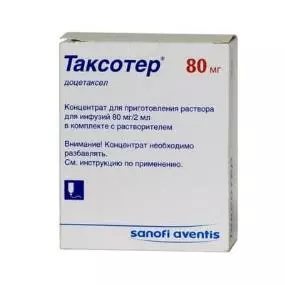 Таксотер® 80 мг
доцетаксел
Концентрат для приготовления раствора
для инфузий 80 мг/2 мл
в комплекте с растворителем
Внимание! Концентрат необходимо
разбавлять.
См. инструкцию по применению.
sanofi aventis